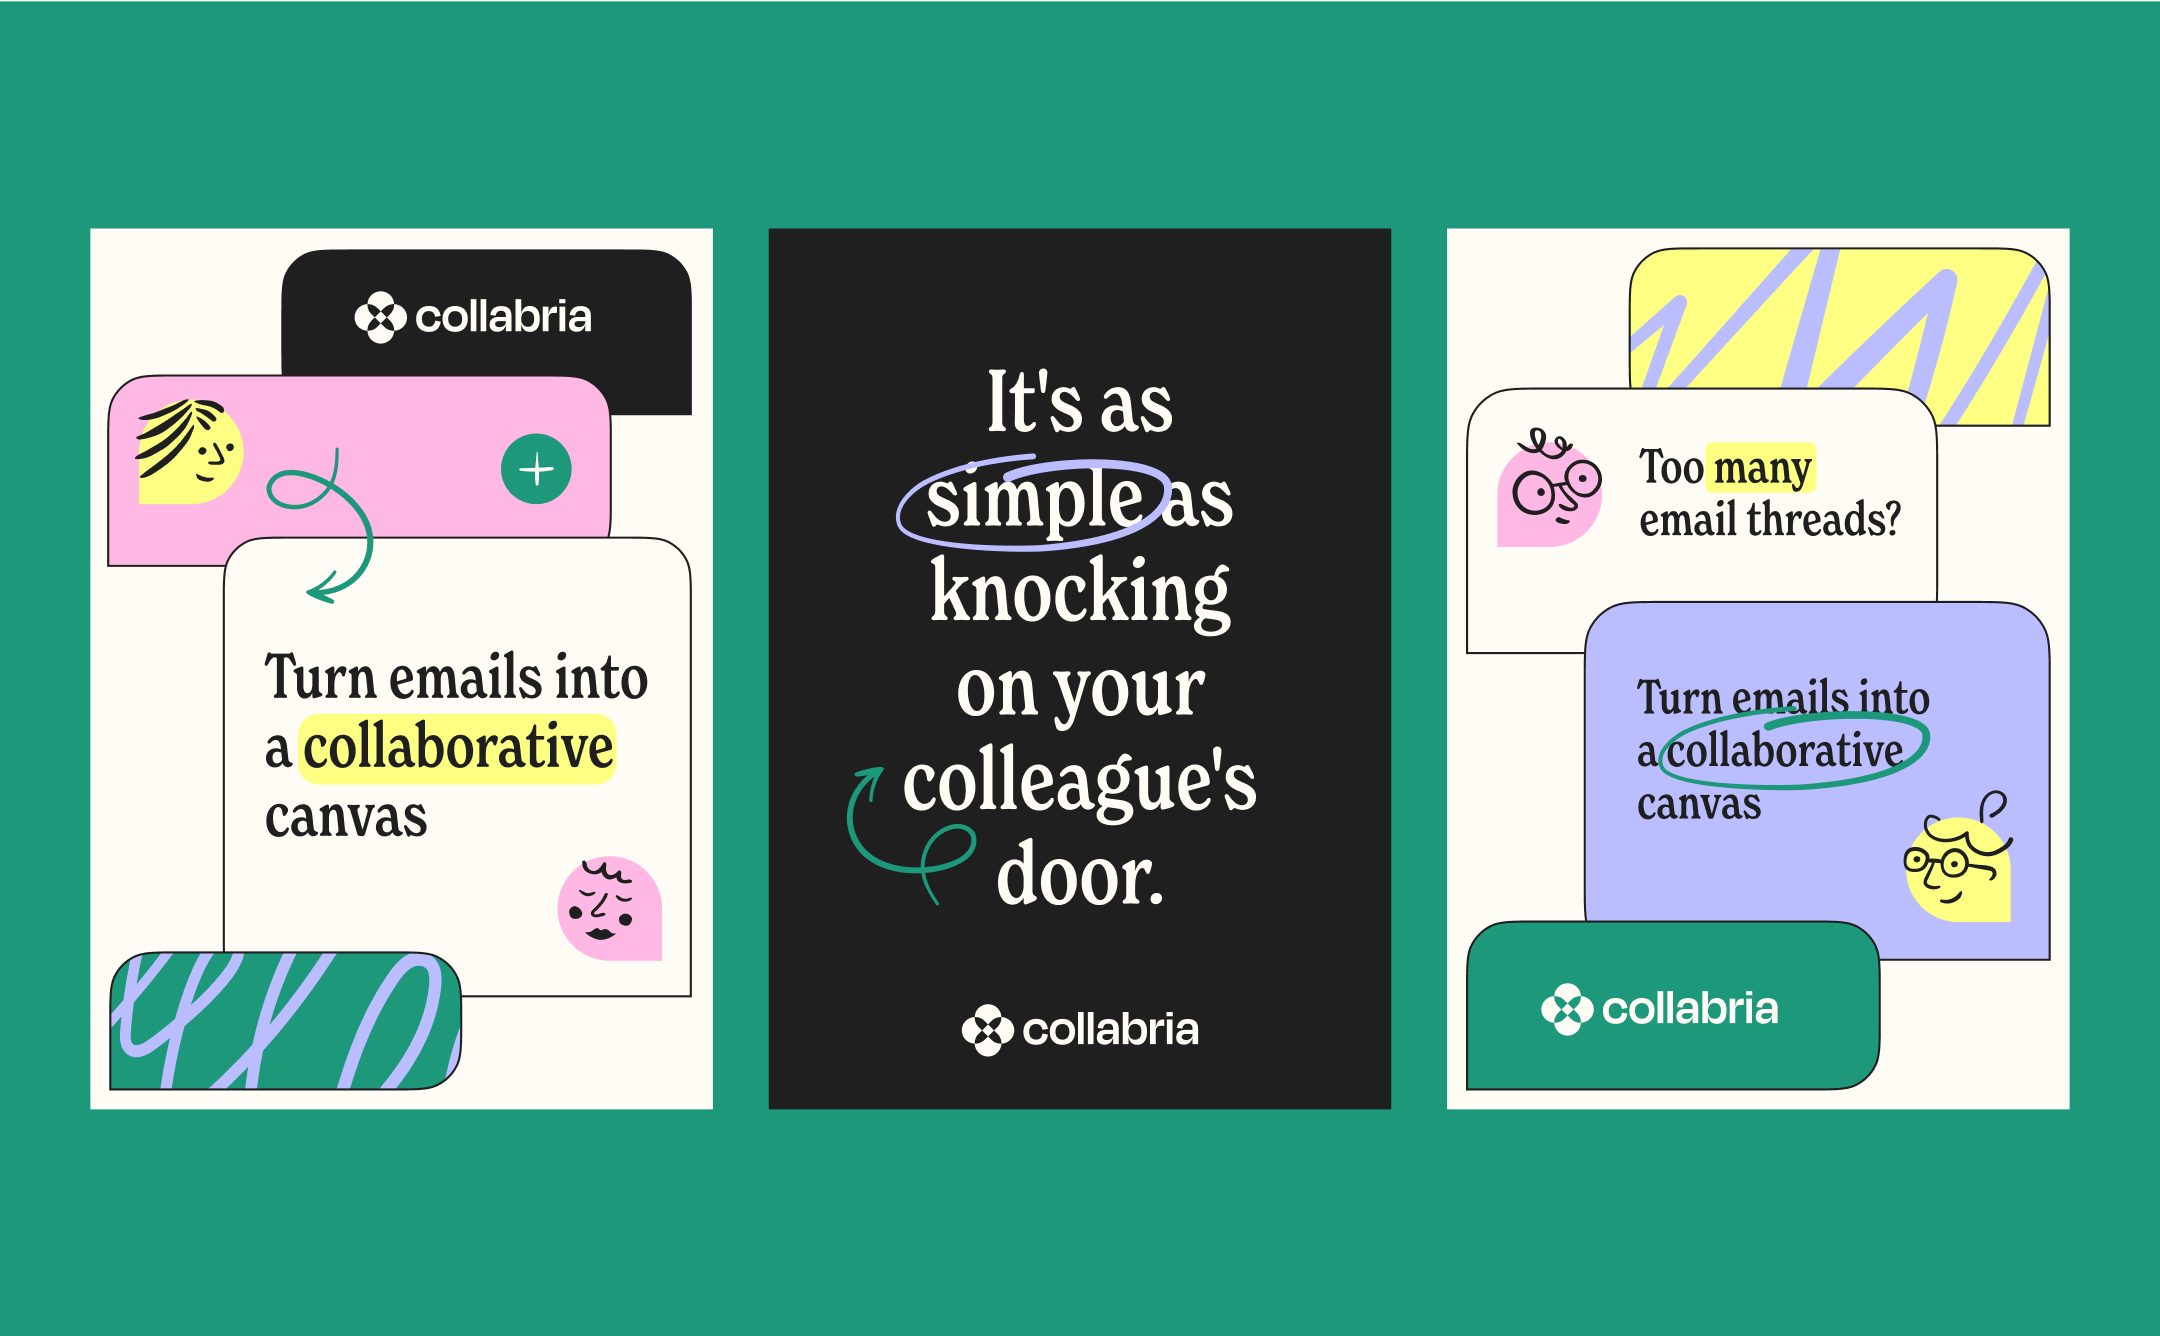 collabria
Turn emails into
a collaborative
canvas
It's as
simple as
knocking
on your
colleague's
door.
collabria
Too many
email threads?
Turn emails into
a collaborative
canvas
collabria